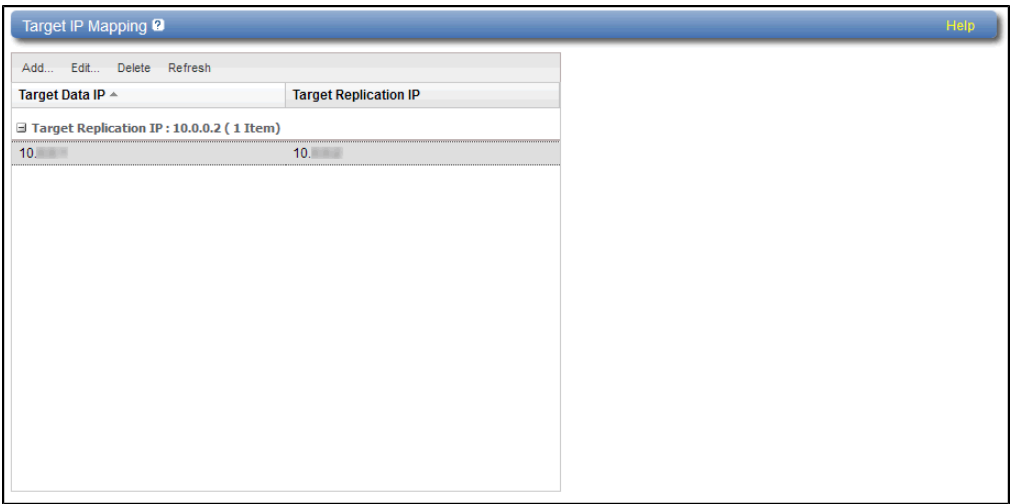 Target IP Mapping ? Help
Add... Edit... Delete Refresh
Target Data IP Target Replication IP
Target Replication IP : 10.0.0.2 ( 1 Item)
10. 10.